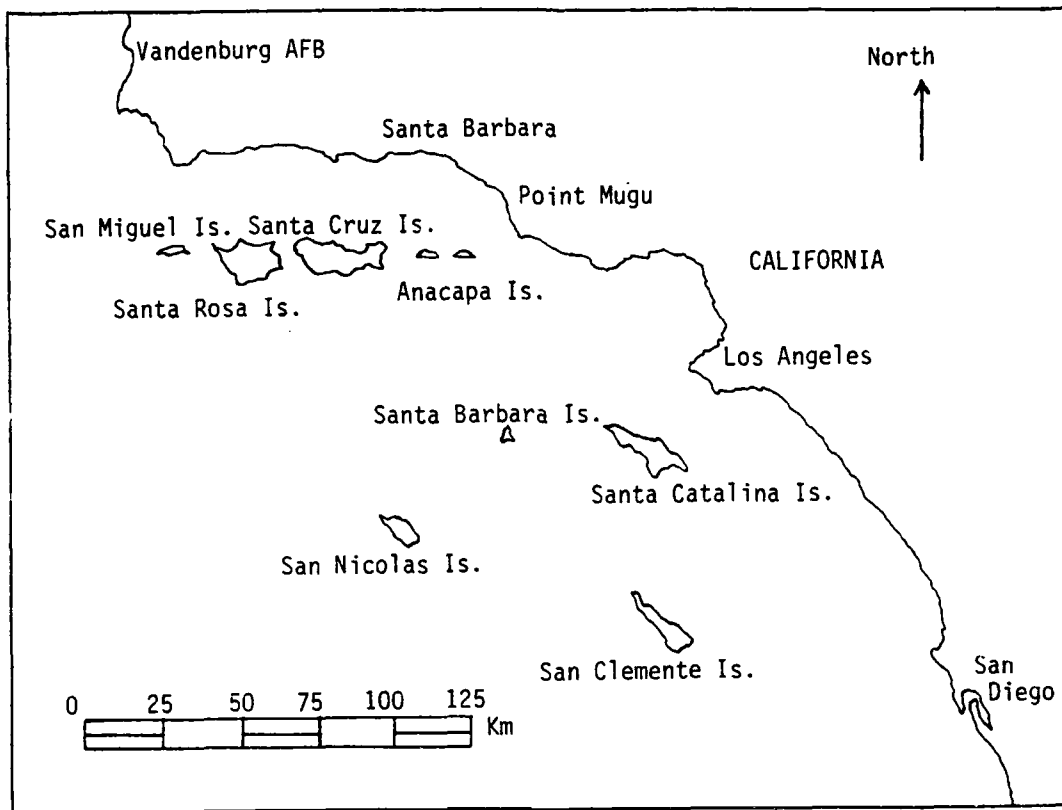 Vandenburg AFB
North
Santa Barbara
Point Mugu
San Miguel Is. Santa Cruz Is.
CALIFORNIA
Anacapa Is.
Santa Rosa Is.
Los Angeles
Santa Barbara Is.
Santa Catalina Is.
San Nicolas Is.
San Clemente Is.
San
Diego
0 25 50 75 100 125
Km